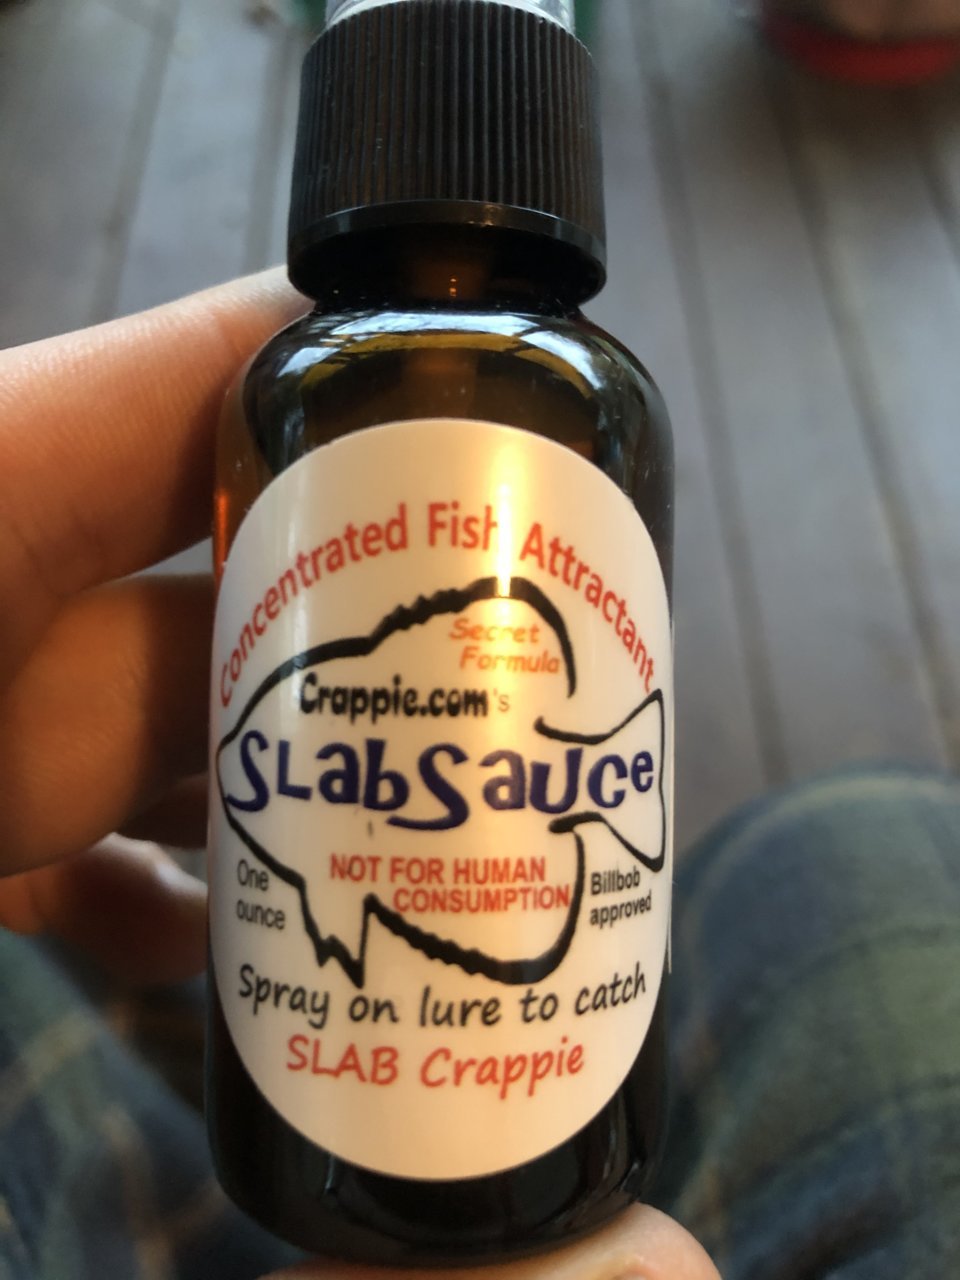 Concentrated Fish Attractant
Secret
Formula
Crappie.com's
SLabSauce
NOT FOR HUMAN
CONSUMPTION
One
ounce
Billbob
approved
Spray on lure to catch
SLAB Crappie